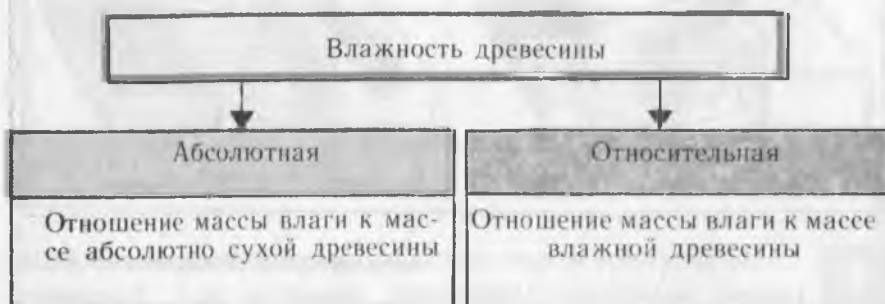 Влажность древесины
Абсолютная
Относительная
Отношение массы влаги к мас-
се абсолютно сухой древесины
Отношение массы влаги к массе
влажной древесины